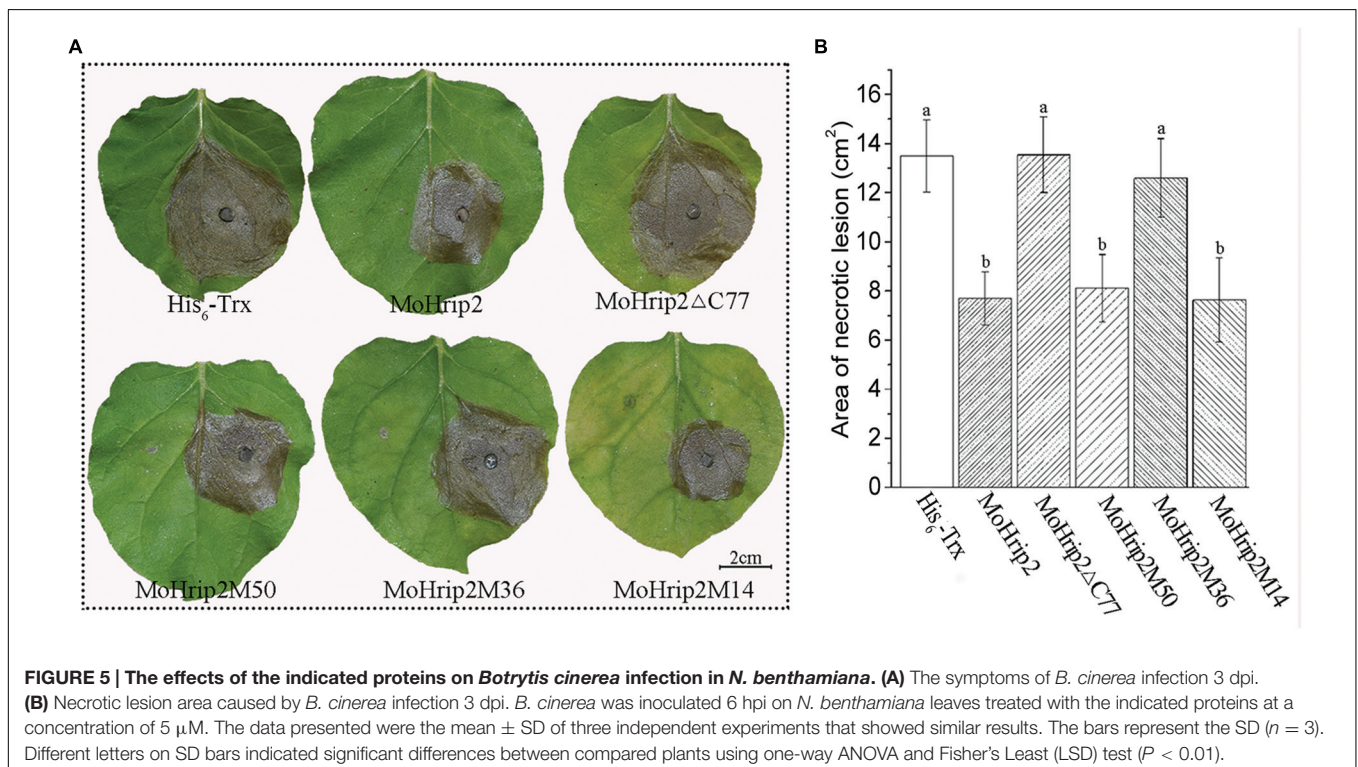 A
His₆-Trx
MoHrip2
MoHrip2△C77
MoHrip2M50
MoHrip2M36
MoHrip2M14
2cm
B
Area of necrotic lesion (cm²)
16
14
12
10
8
6
4
2
0
a
b
a
b
a
b
His₆-Trx
MoHrip2
MoHrip2△C77
MoHrip2M50
MoHrip2M36
MoHrip2M14
FIGURE 5 | The effects of the indicated proteins on Botrytis cinerea infection in N. benthamiana. (A) The symptoms of B. cinerea infection 3 dpi.
(B) Necrotic lesion area caused by B. cinerea infection 3 dpi. B. cinerea was inoculated 6 hpi on N. benthamiana leaves treated with the indicated proteins at a
concentration of 5 μM. The data presented were the mean ± SD of three independent experiments that showed similar results. The bars represent the SD (n = 3).
Different letters on SD bars indicated significant differences between compared plants using one-way ANOVA and Fisher's Least (LSD) test (P < 0.01).